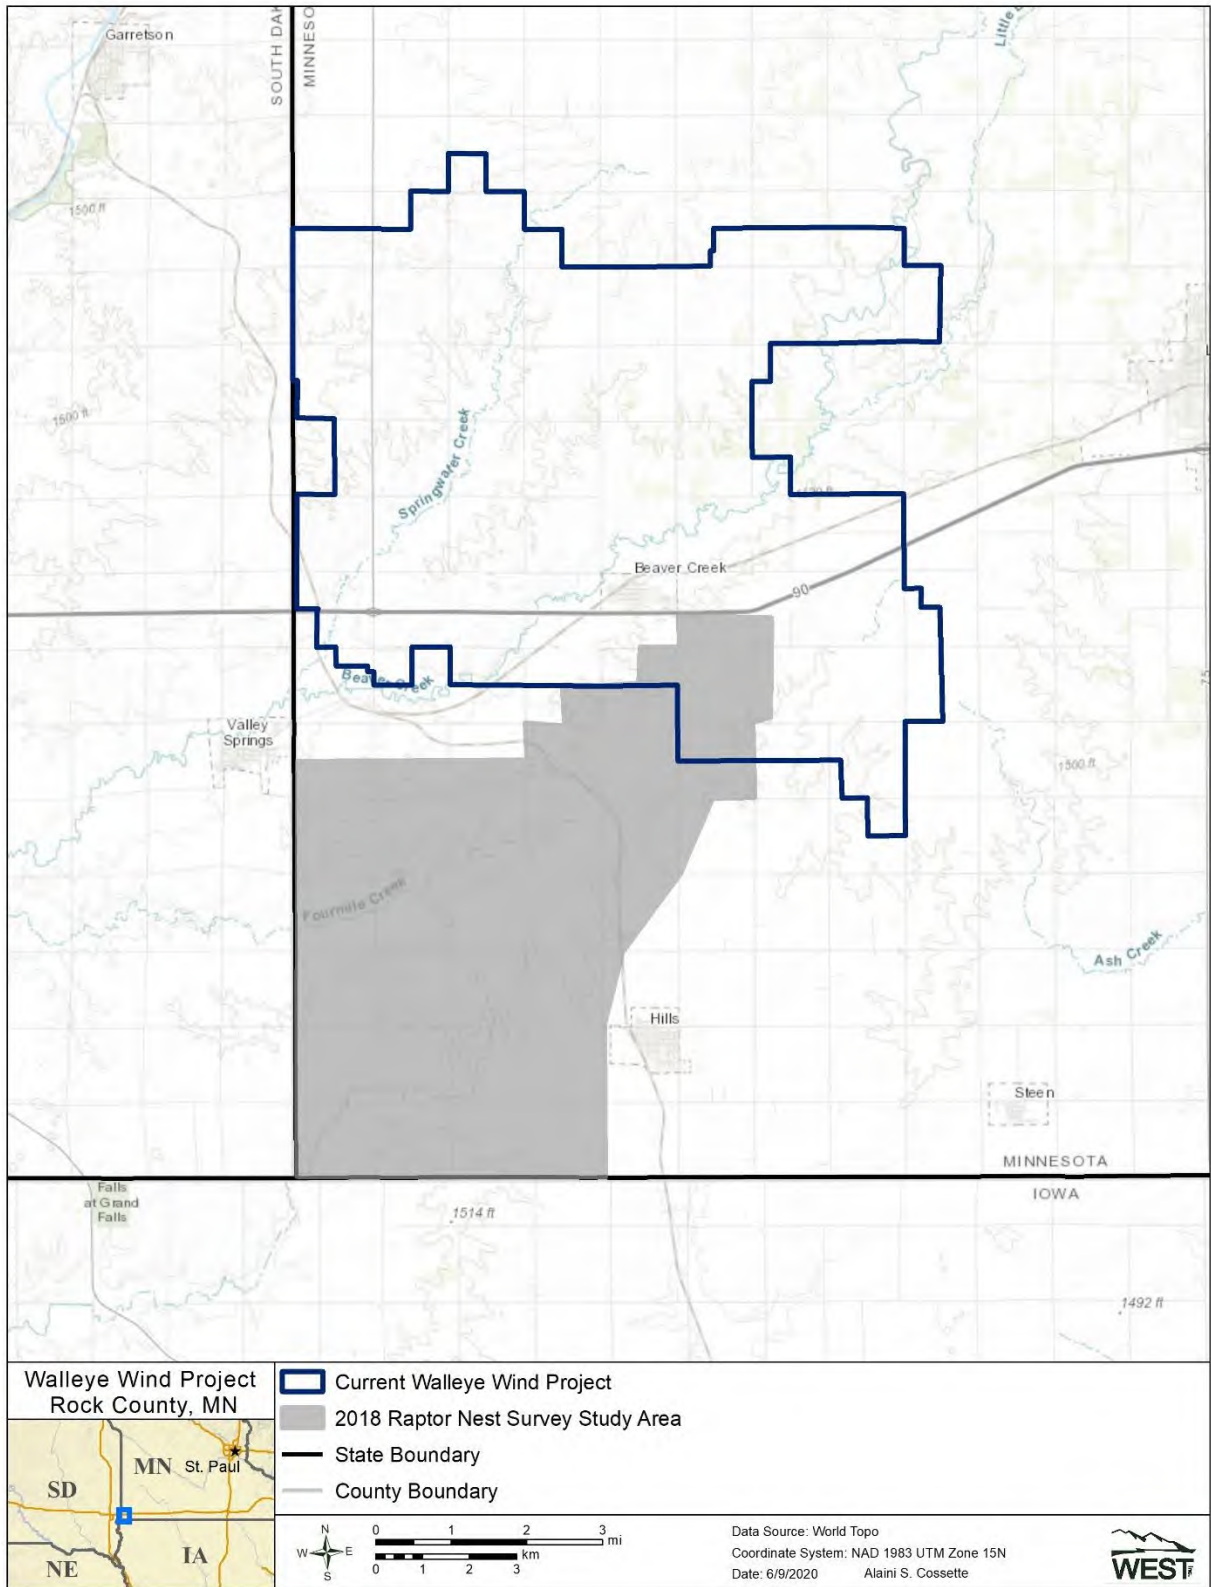 Garretson
SOUTH DAK
MINNESO
Little
1500 ft
1500 ft
Springwater Creek
Beaver Creek
90
Beaver Creek
Valley
Springs
1500 ft
75
Fourmile Creek
Ash Creek
Hills
Steen
MINNESOTA
IOWA
Falls
at Grand
Falls
1514 ft
1492 ft
Walleye Wind Project
Rock County, MN
MN
St. Paul
SD
NE
IA
Current Walleye Wind Project
2018 Raptor Nest Survey Study Area
State Boundary
County Boundary
N
W
E
S
0 1 2 3
mi
km
0 1 2 3
Data Source: World Topo
Coordinate System: NAD 1983 UTM Zone 15N
Date: 6/9/2020 Alaini S. Cossette
WEST